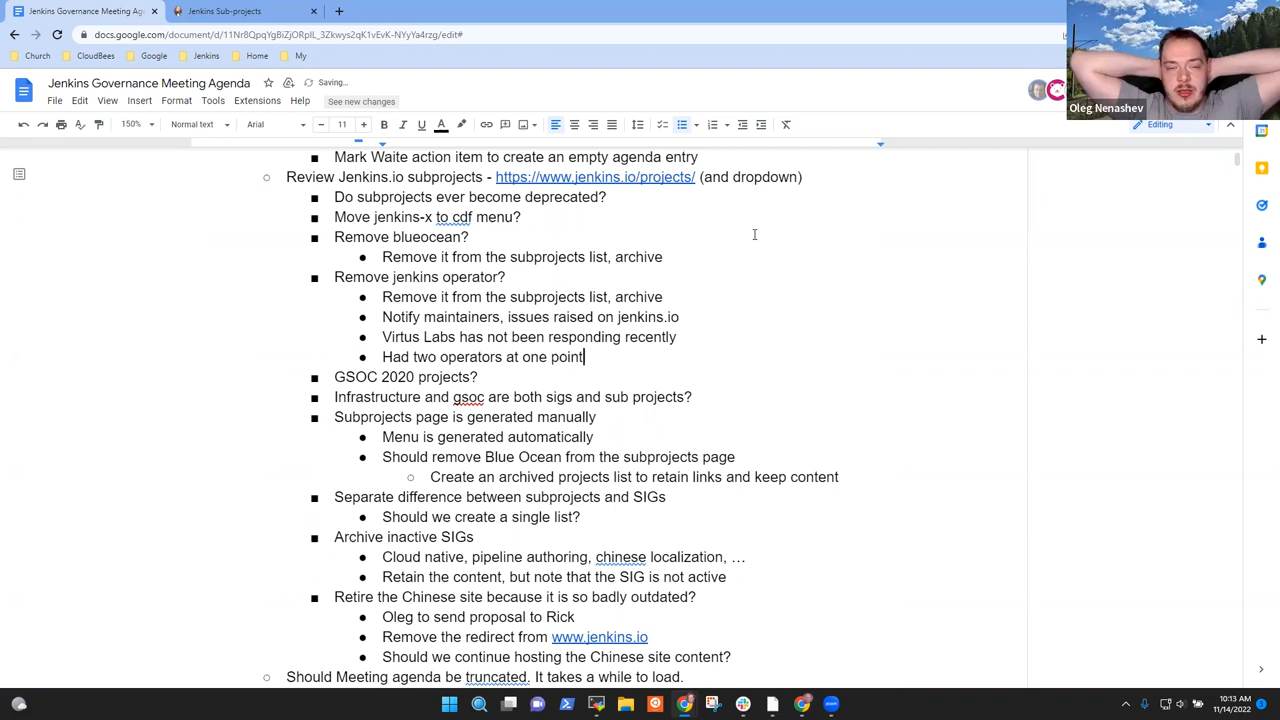 Jenkins Governance Meeting Age
Jenkins Sub-projects
docs.google.com/document/d/11Nr8QpqYgBiZjORpIL_3Zkwys2qK1vEvK-NYyYa4rzg/edit#
Church
CloudBees
Google
Jenkins
Home
My
Oleg Nenashev
Jenkins Governance Meeting Agenda
Saving...
File Edit View Insert Format Tools Extensions Help See new changes
150% Normal text Arial 11 Editing
Mark Waite action item to create an empty agenda entry
Review Jenkins.io subprojects - https://www.jenkins.io/projects/ (and dropdown)
Do subprojects ever become deprecated?
Move jenkins-x to cdf menu?
Remove blueocean?
Remove it from the subprojects list, archive
Remove jenkins operator?
Remove it from the subprojects list, archive
Notify maintainers, issues raised on jenkins.io
Virtus Labs has not been responding recently
Had two operators at one point
GSOC 2020 projects?
Infrastructure and gsoc are both sigs and sub projects?
Subprojects page is generated manually
Menu is generated automatically
Should remove Blue Ocean from the subprojects page
Create an archived projects list to retain links and keep content
Separate difference between subprojects and SIGs
Should we create a single list?
Archive inactive SIGs
Cloud native, pipeline authoring, chinese localization, …
Retain the content, but note that the SIG is not active
Retire the Chinese site because it is so badly outdated?
Oleg to send proposal to Rick
Remove the redirect from www.jenkins.io
Should we continue hosting the Chinese site content?
Should Meeting agenda be truncated. It takes a while to load.
10:13 AM
11/14/2022